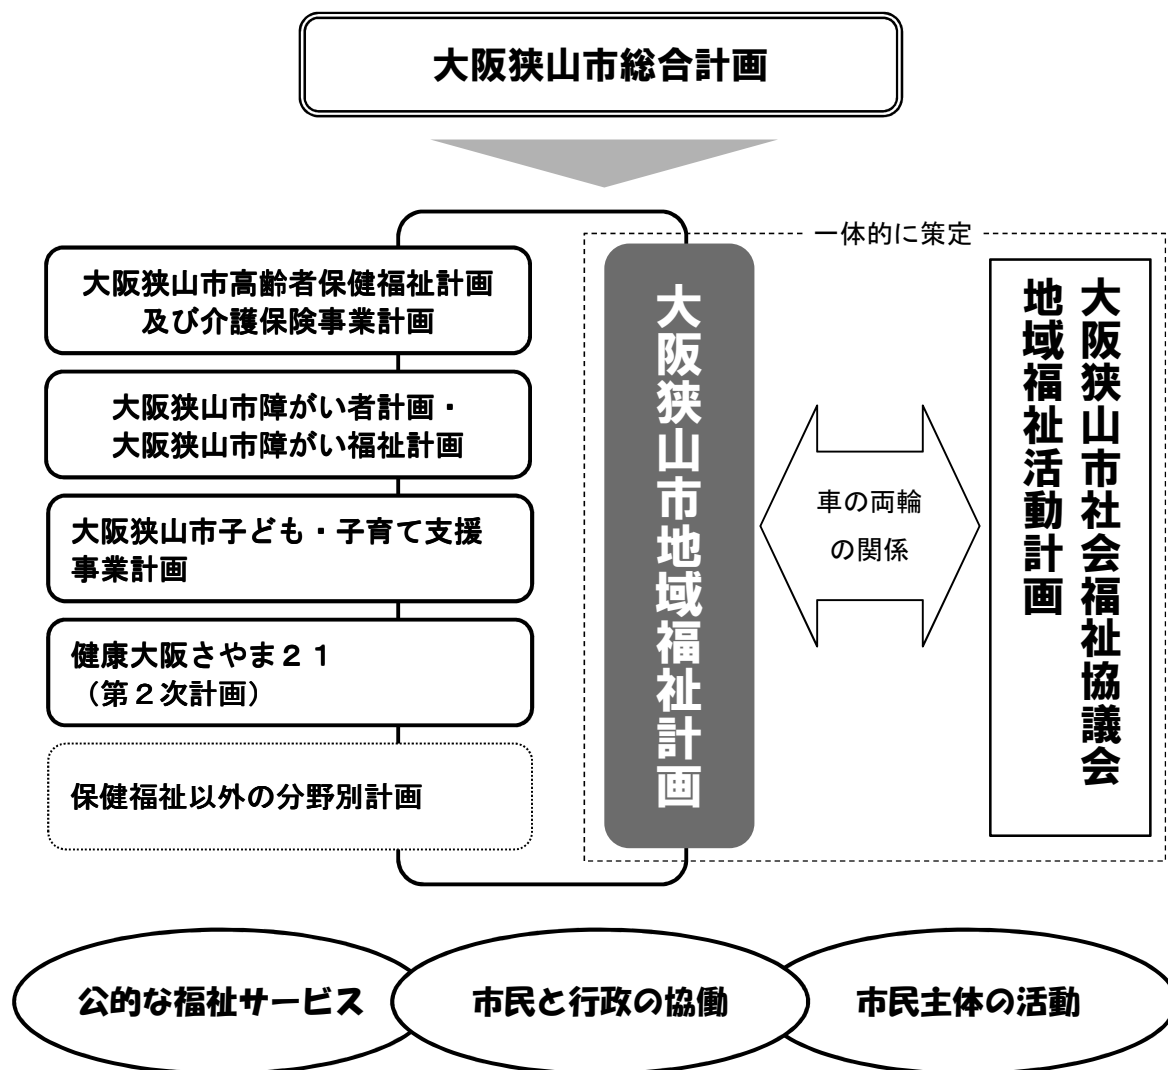 大阪狭山市総合計画
一体的に策定
大阪狭山市高齢者保健福祉計画
及び介護保険事業計画
大阪狭山市障がい者計画・
大阪狭山市障がい福祉計画
大阪狭山市子ども・子育て支援
事業計画
健康大阪さやま２１
（第２次計画）
保健福祉以外の分野別計画
大阪狭山市地域福祉計画
車の両輪
の関係
大阪狭山市社会福祉協議会
地域福祉活動計画
公的な福祉サービス
市民と行政の協働
市民主体の活動